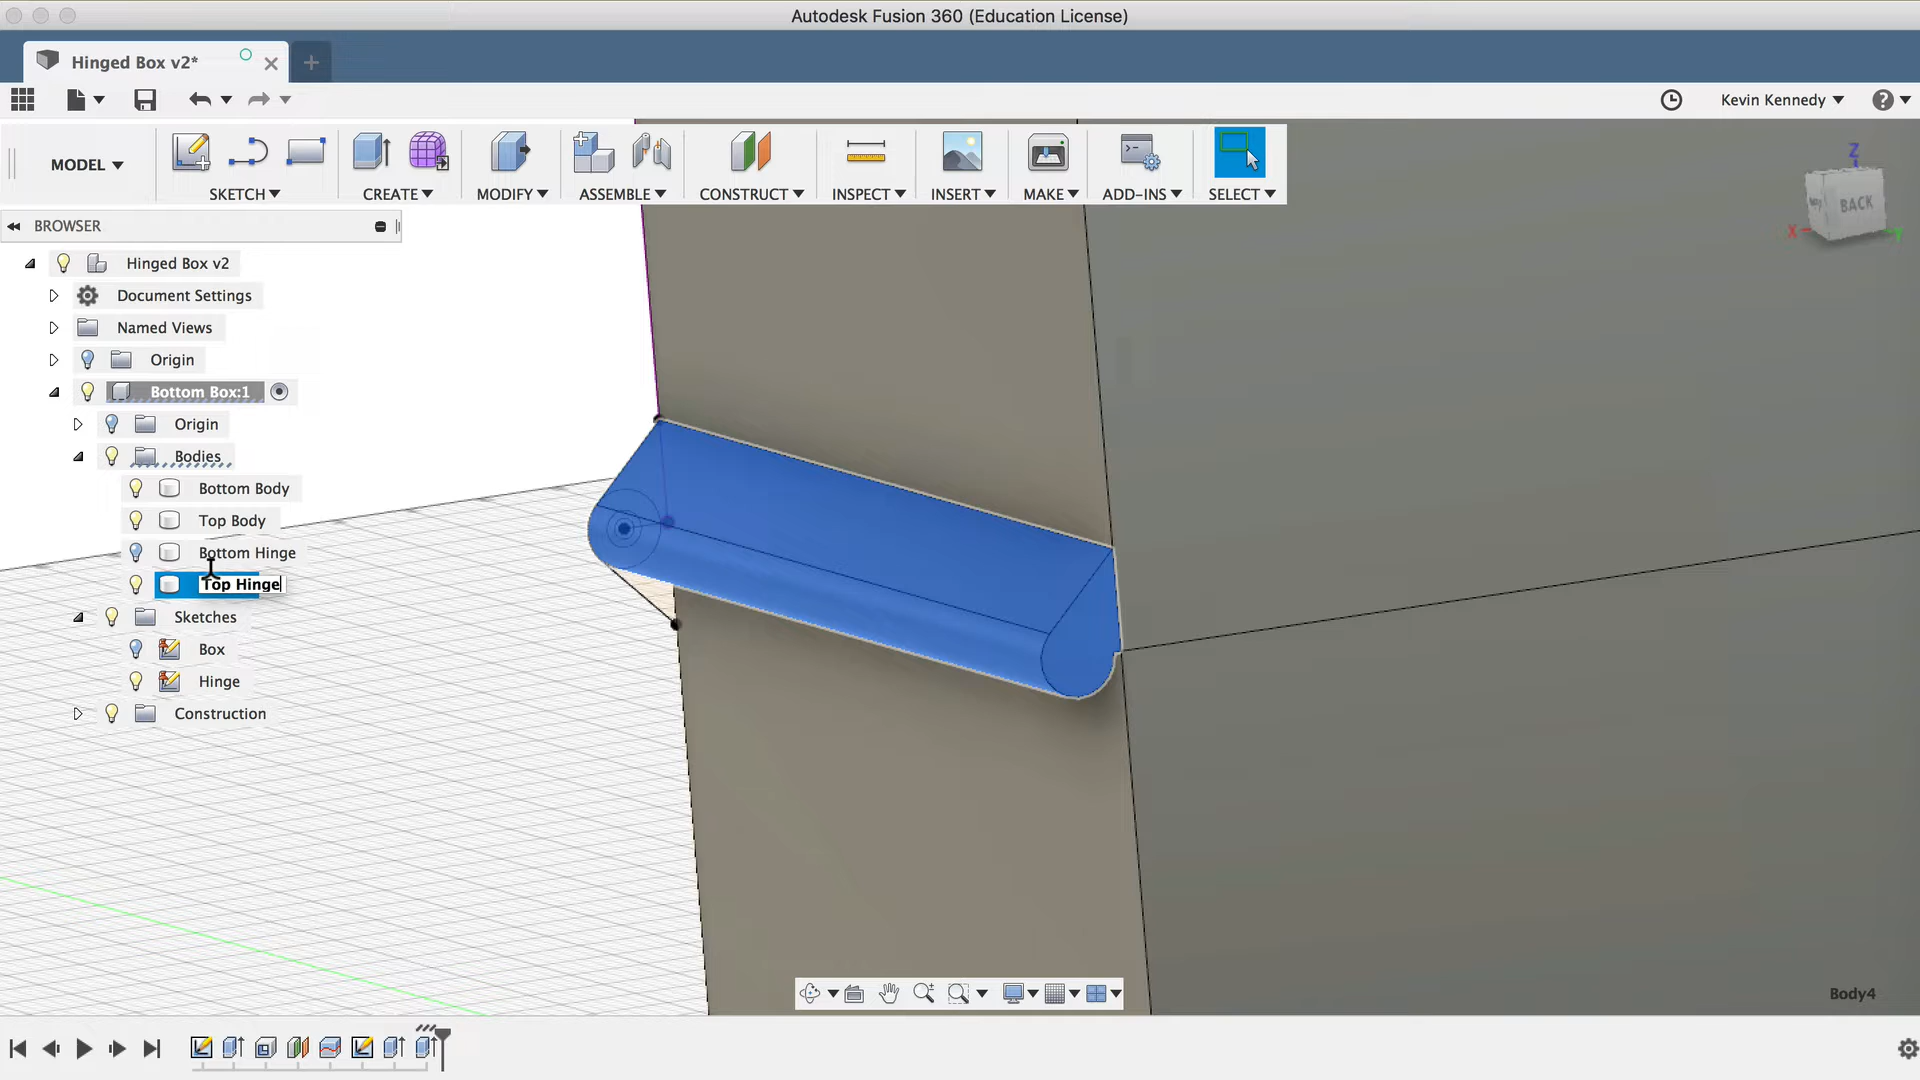 Autodesk Fusion 360 (Education License)
Hinged Box v2*
Kevin Kennedy
MODEL
SKETCH
CREATE
MODIFY
ASSEMBLE
CONSTRUCT
INSPECT
INSERT
MAKE
ADD-INS
SELECT
BROWSER
Hinged Box v2
Document Settings
Named Views
Origin
Bottom Box:1
Origin
Bodies
Bottom Body
Top Body
Bottom Hinge
Top Hinge
Sketches
Box
Hinge
Construction
Z
BACK
X
Y
Body4